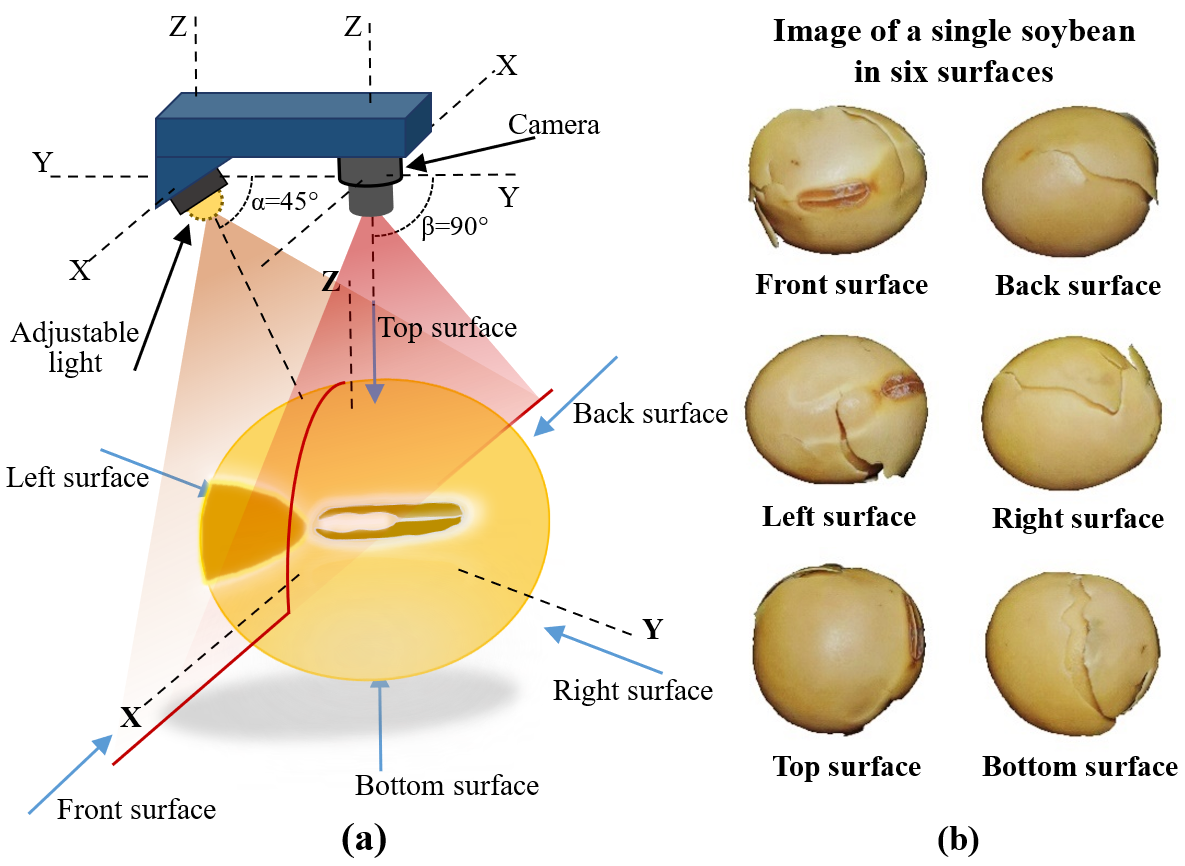 Z
Z
X
Camera
Y
α=45°
Y
β=90°
X
Z
Adjustable
light
Top surface
Back surface
Left surface
Y
Right surface
X
Bottom surface
Front surface
(a)
Image of a single soybean
in six surfaces
Front surface
Back surface
Left surface
Right surface
Top surface
Bottom surface
(b)